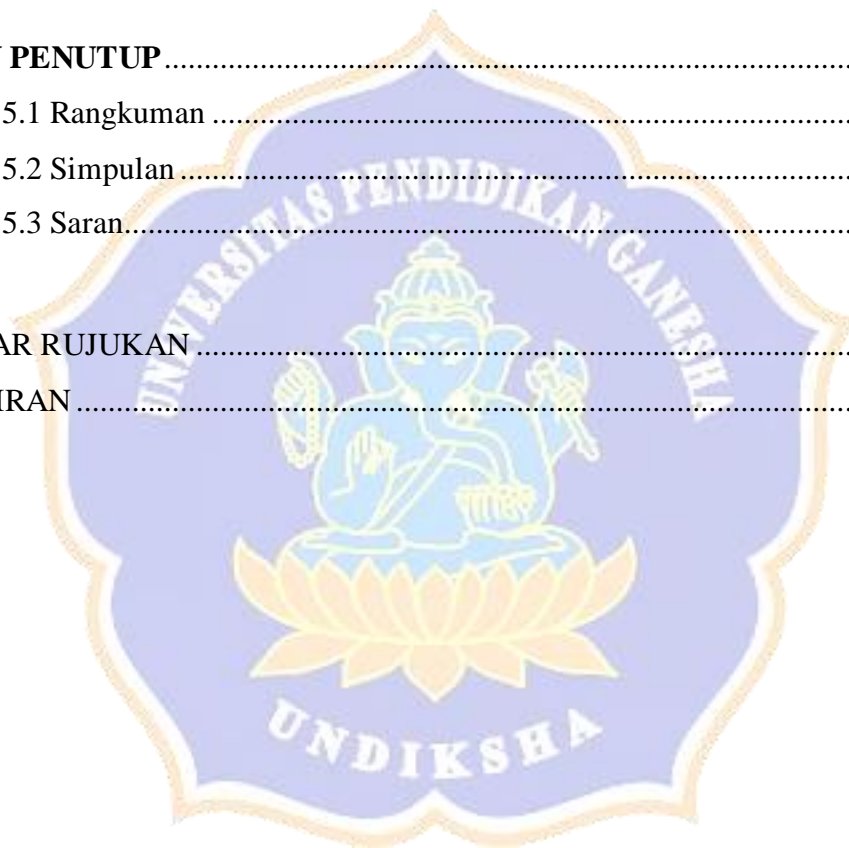 PENUTUP ........................................................................................
5.1 Rangkuman ...................................................................................
5.2 Simpulan .......................................................................................
5.3 Saran..............................................................................................
AR RUJUKAN ....................................................................................
IRAN ..................................................................................................
UNIVERSITAS PENDIDIKAN GANESHA
UNDIKSHA